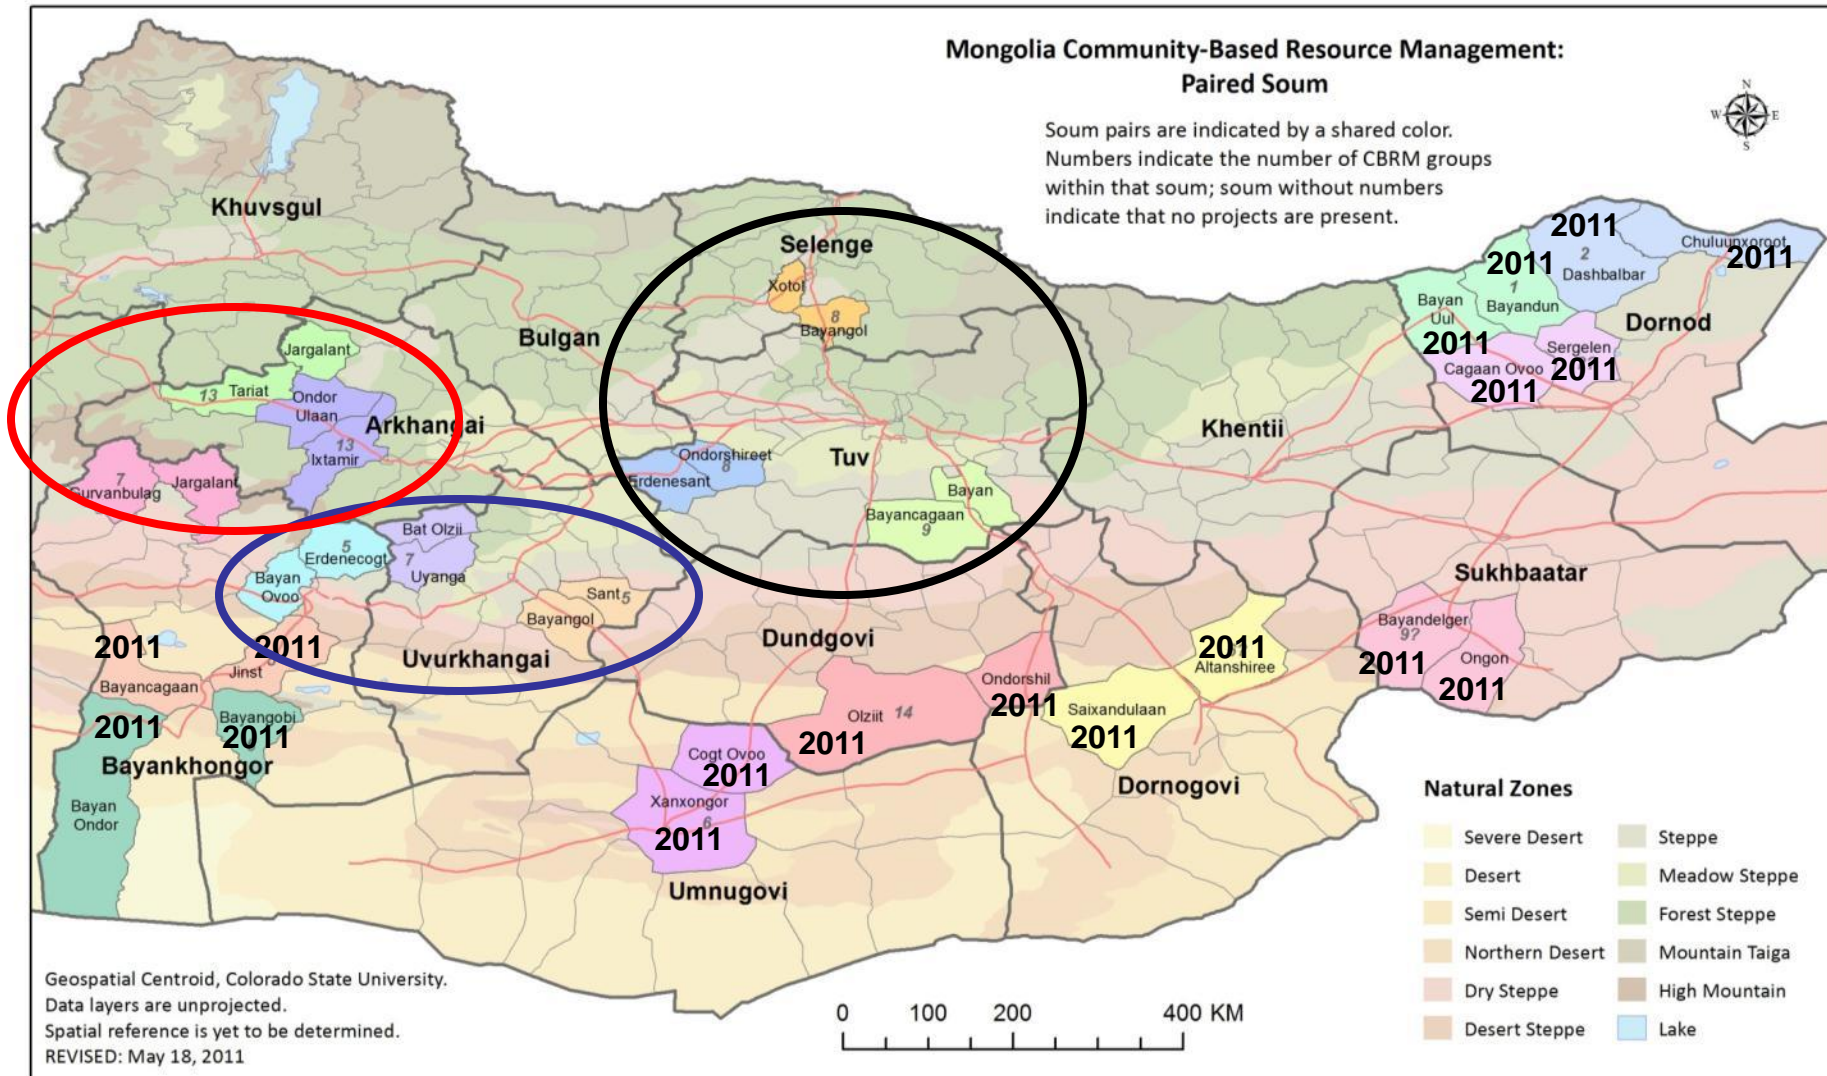 Mongolia Community-Based Resource Management:
Paired Soum
Soum pairs are indicated by a shared color.
Numbers indicate the number of CBRM groups
within that soum; soum without numbers
indicate that no projects are present.
N
W E
S
Khuvsgul
Selenge
Xotol
8
Bayangol
Bulgan
2011
2
Dashbalbar
Chuluunxoroot
2011
2011
1
Bayandun
Bayan
Uul
2011
Dornod
Sergelen
2011
Cagaan Ovoo
2011
Jargalant
13 Tariat
Ondor
Ulaan
Arkhangai
13
Ixtamir
7
Gurvanbulag
Jargalant
Khentii
Ondorshireet
8
Erdenesant
Tuv
Bayan
Bayancagaan
9
Bat Olzii
7
Uyanga
5
Erdenecogt
Bayan
Ovoo
Sant 5
Bayangol
Uvurkhangai
Dundgovi
Sukhbaatar
Bayandelger
9?
2011
Ongon
2011
2011
Bayancagaan
2011
Jinst
2011
Bayangobi
2011
Bayankhongor
Bayan
Ondor
2011
Altanshiree
Saixandulaan
2011
Ondorshil
2011
Olziit 14
2011
Cogt Ovoo
2011
Xanxongor
6
2011
Dornogovi
Umnugovi
Natural Zones
Severe Desert
Desert
Semi Desert
Northern Desert
Dry Steppe
Desert Steppe
Steppe
Meadow Steppe
Forest Steppe
Mountain Taiga
High Mountain
Lake
Geospatial Centroid, Colorado State University.
Data layers are unprojected.
Spatial reference is yet to be determined.
REVISED: May 18, 2011
0 100 200 400 KM